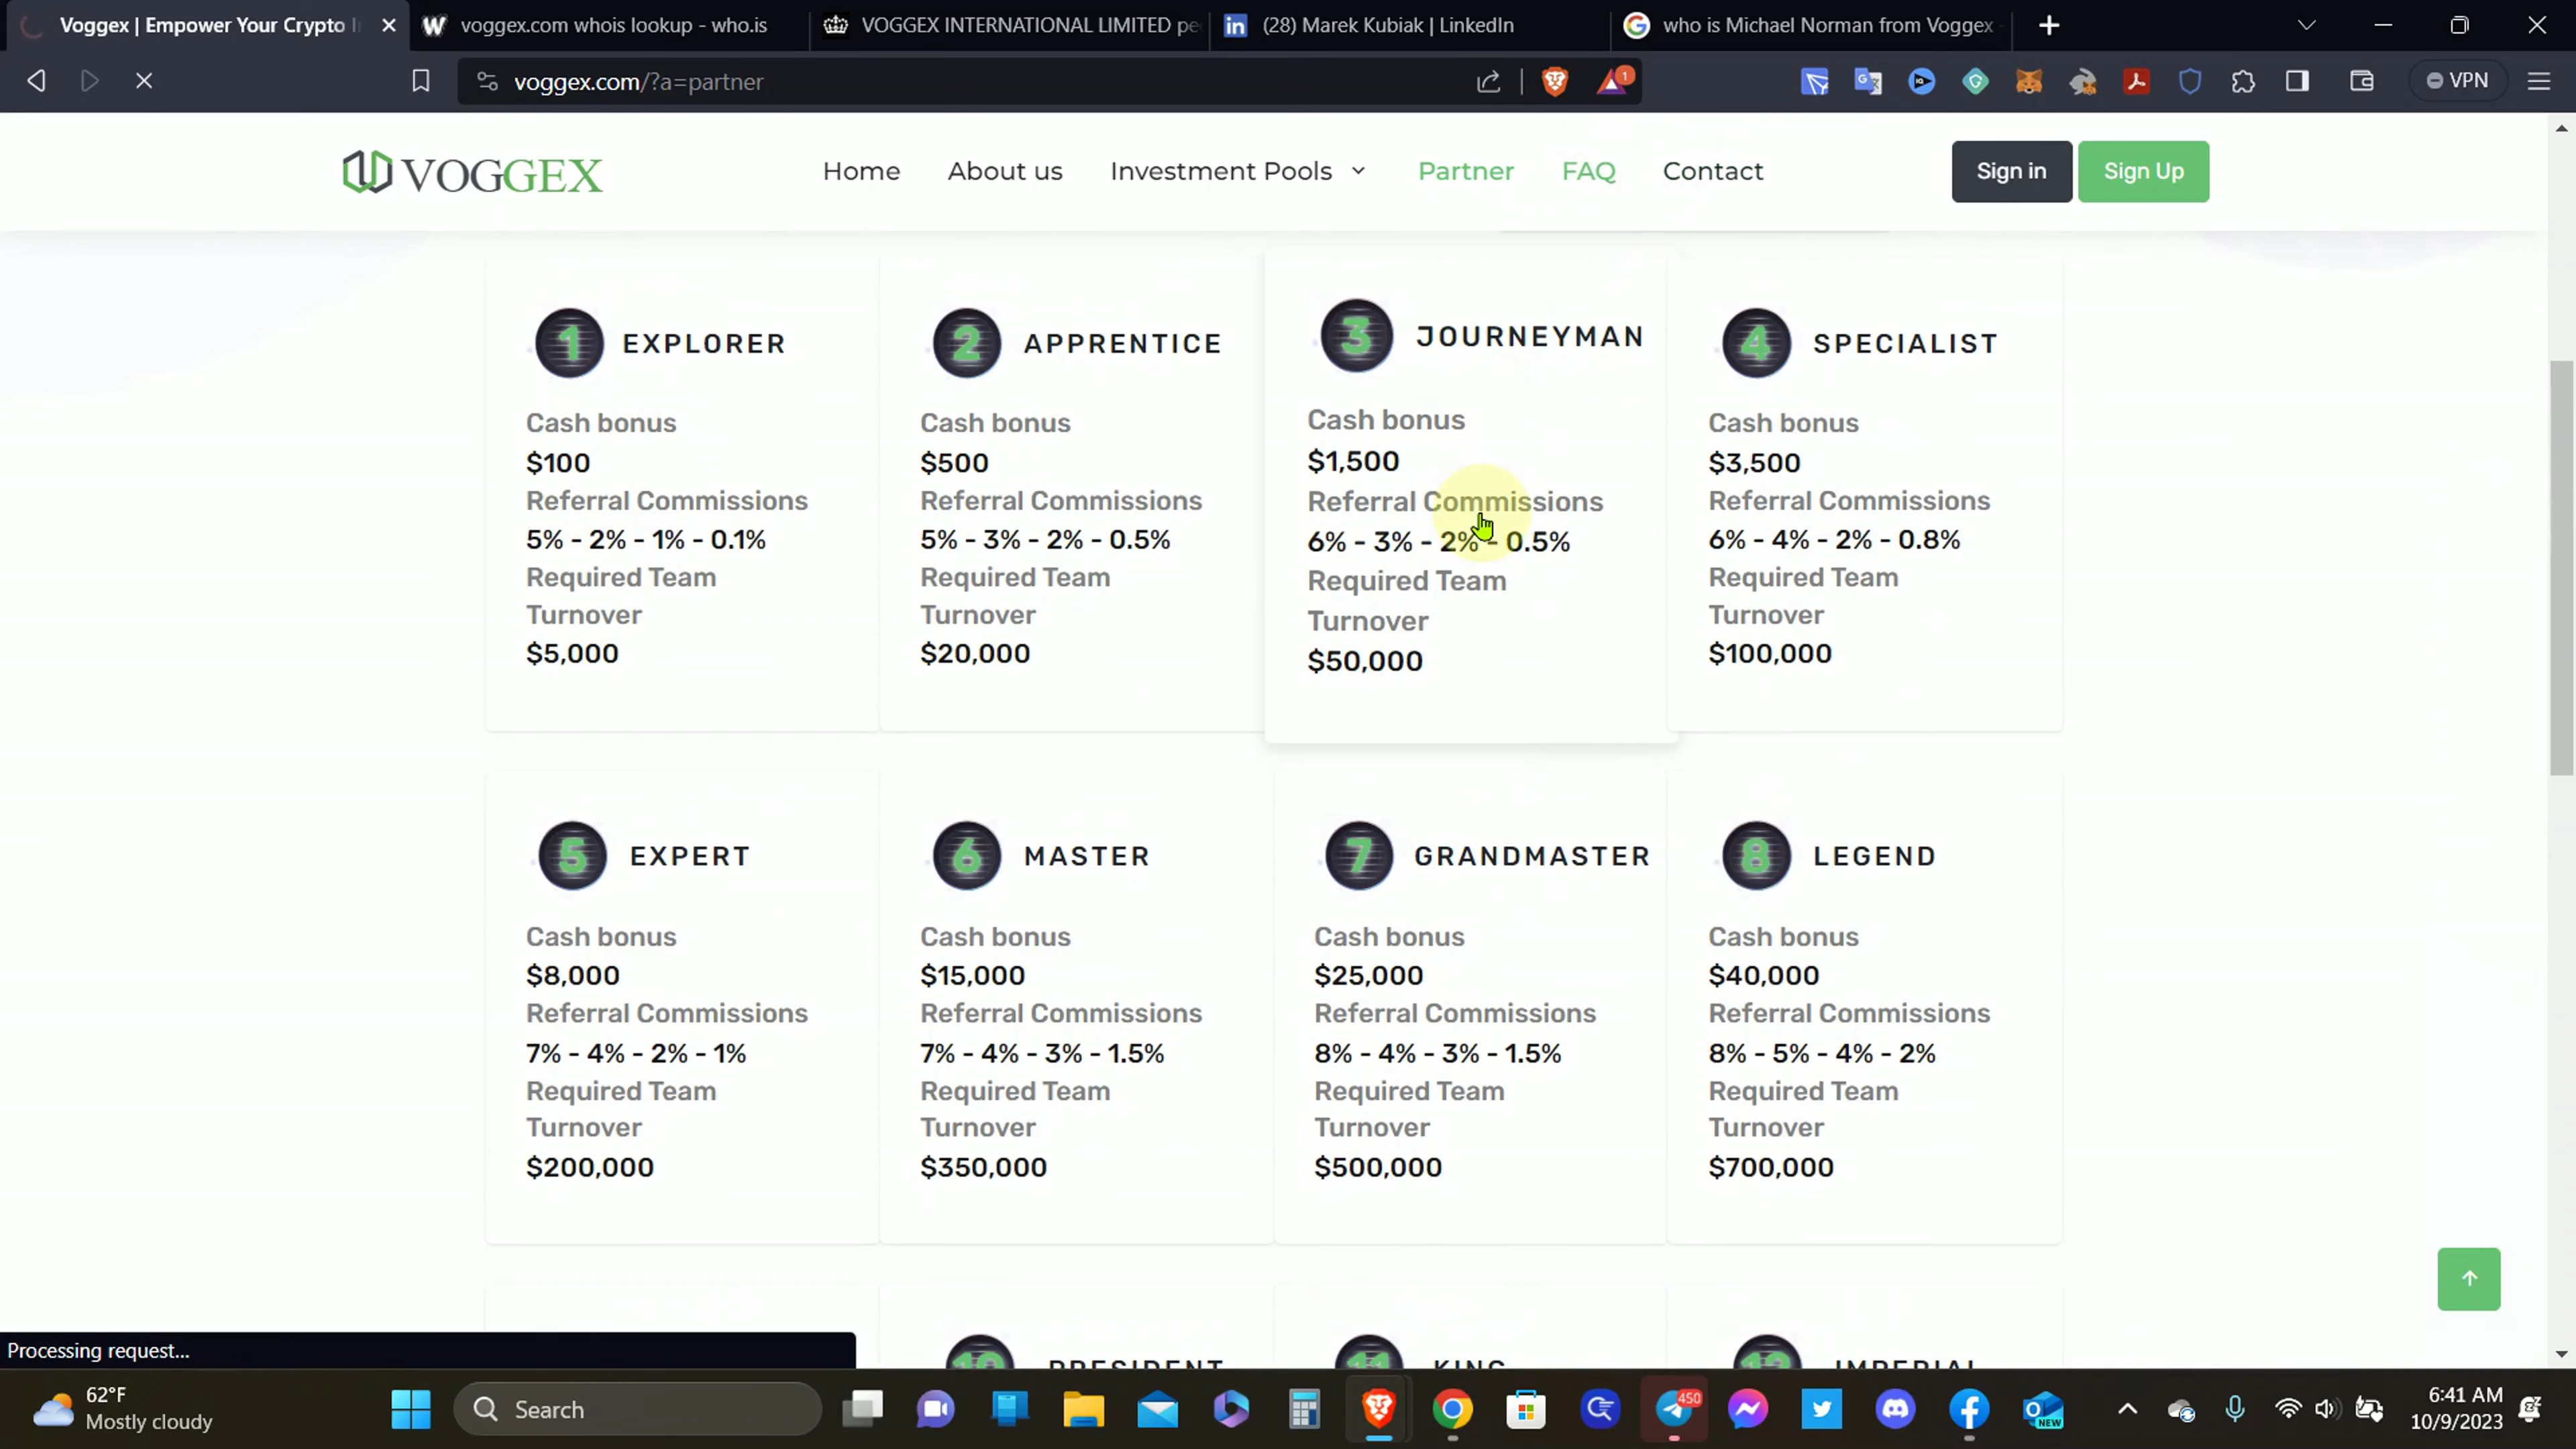 Voggex | Empower Your Crypto I
voggex.com whois lookup - who.is
VOGGEX INTERNATIONAL LIMITED pe
(28) Marek Kubiak | LinkedIn
who is Michael Norman from Voggex -
voggex.com/?a=partner
1
VPN
VOGGEX
Home
About us
Investment Pools
Partner
FAQ
Contact
Sign in
Sign Up
1 EXPLORER
Cash bonus
$100
Referral Commissions
5% - 2% - 1% - 0.1%
Required Team
Turnover
$5,000
2 APPRENTICE
Cash bonus
$500
Referral Commissions
5% - 3% - 2% - 0.5%
Required Team
Turnover
$20,000
3 JOURNEYMAN
Cash bonus
$1,500
Referral Commissions
6% - 3% - 2% - 0.5%
Required Team
Turnover
$50,000
4 SPECIALIST
Cash bonus
$3,500
Referral Commissions
6% - 4% - 2% - 0.8%
Required Team
Turnover
$100,000
5 EXPERT
Cash bonus
$8,000
Referral Commissions
7% - 4% - 2% - 1%
Required Team
Turnover
$200,000
6 MASTER
Cash bonus
$15,000
Referral Commissions
7% - 4% - 3% - 1.5%
Required Team
Turnover
$350,000
7 GRANDMASTER
Cash bonus
$25,000
Referral Commissions
8% - 4% - 3% - 1.5%
Required Team
Turnover
$500,000
8 LEGEND
Cash bonus
$40,000
Referral Commissions
8% - 5% - 4% - 2%
Required Team
Turnover
$700,000
10 PRESIDENT
11 KING
12 IMPERIAL
Processing request...
62°F
Mostly cloudy
Search
450
NEW
6:41 AM
10/9/2023